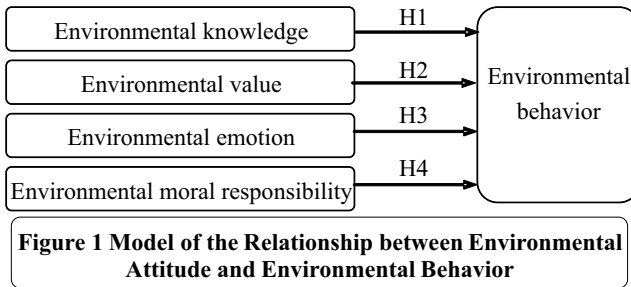 Environmental knowledge
H1
Environmental value
H2
Environmental emotion
H3
Environmental moral responsibility
H4
Environmental
behavior
Figure 1 Model of the Relationship between Environmental
Attitude and Environmental Behavior